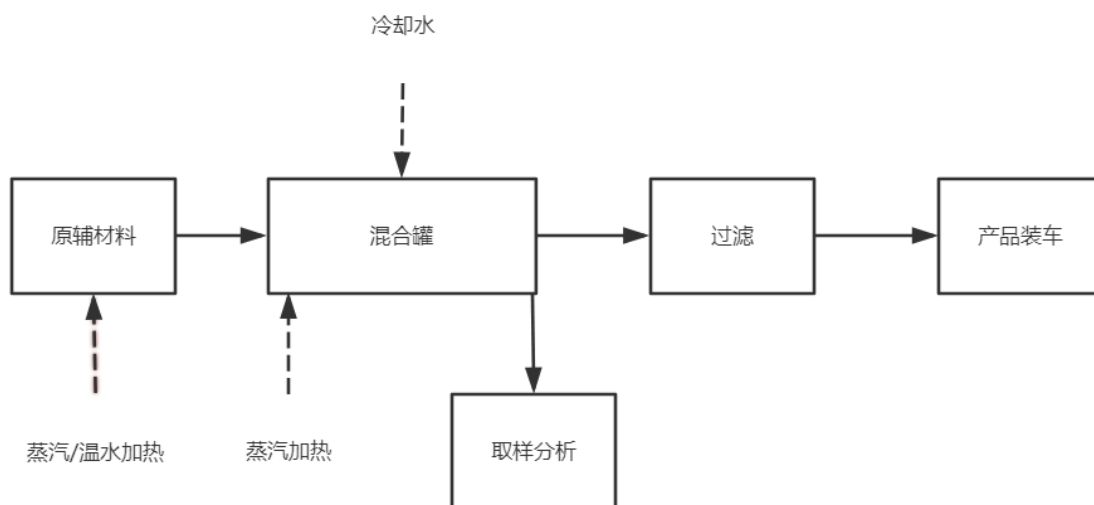 冷却水
原辅材料
混合罐
过滤
产品装车
蒸汽/温水加热
蒸汽加热
取样分析